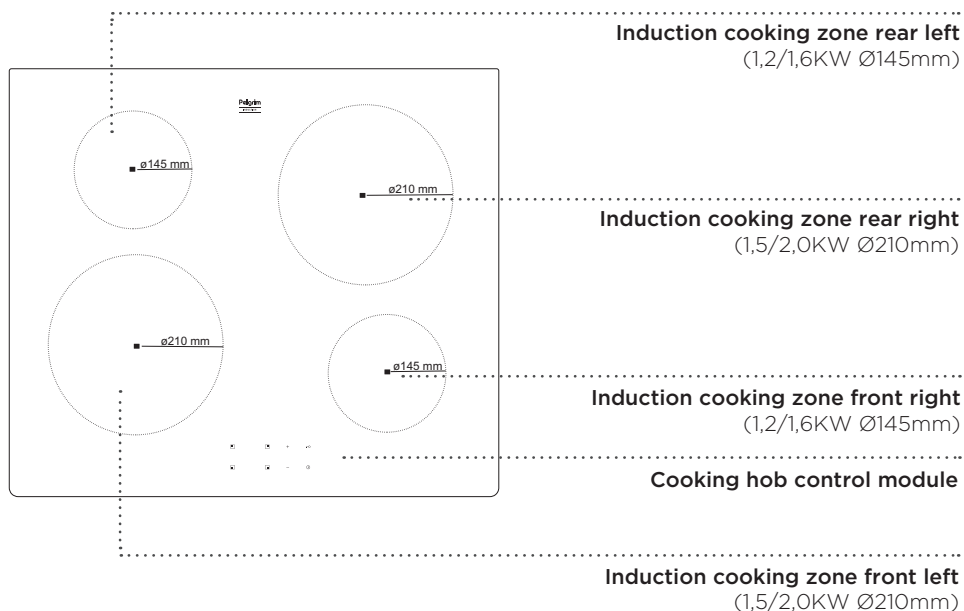 Induction cooking zone rear left
(1,2/1,6KW Ø145mm)
Pelgrim
ø145 mm
ø210 mm
Induction cooking zone rear right
(1,5/2,0KW Ø210mm)
ø210 mm
ø145 mm
Induction cooking zone front right
(1,2/1,6KW Ø145mm)
Cooking hob control module
Induction cooking zone front left
(1,5/2,0KW Ø210mm)